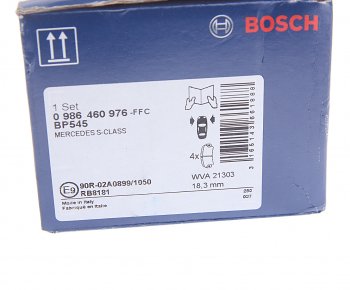 BOSCH
1 Set
0 986 460 976 -FFC
BP545
MERCEDES S-CLASS
4x
WVA 21303
18,3 mm
E9 90R-02A0899/1050
RB8181
Made in Italy
Fabriqué en Italie